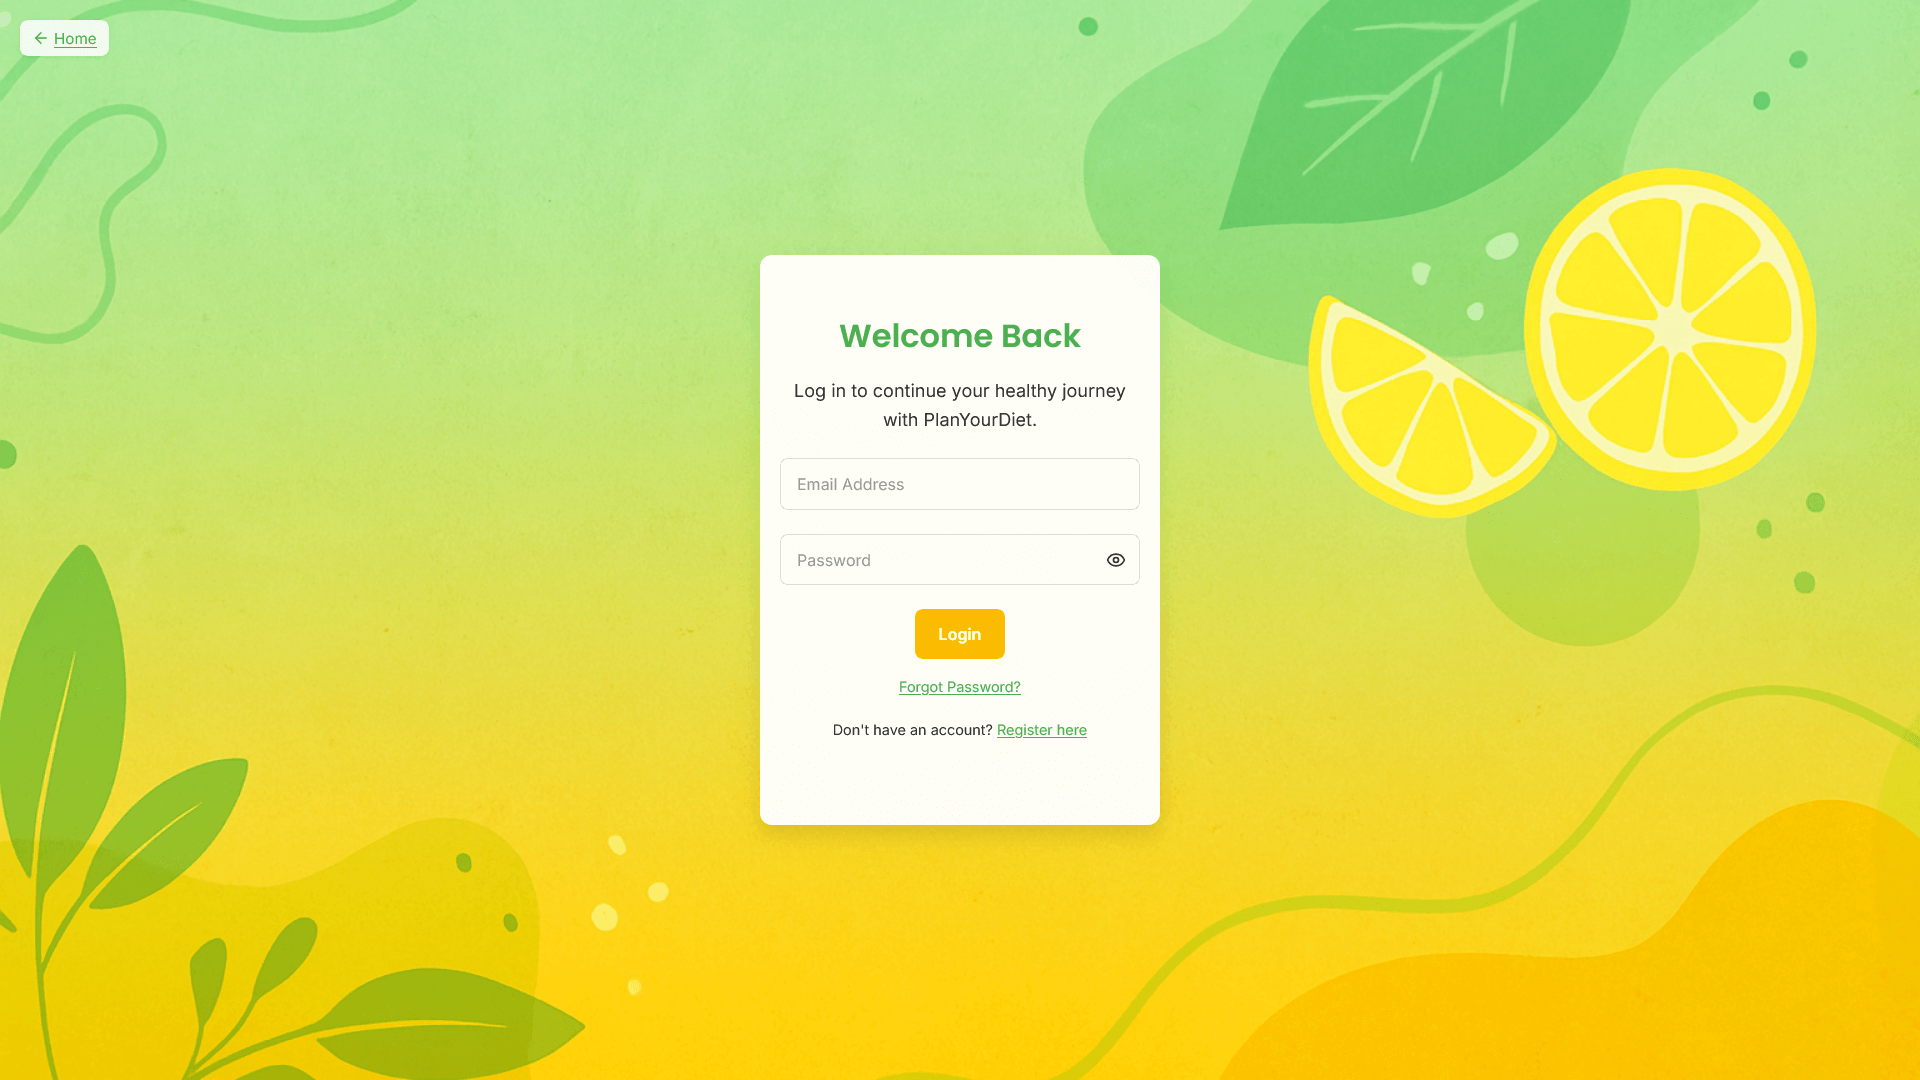 Home
Welcome Back
Log in to continue your healthy journey
with PlanYourDiet.
Email Address
Password
Login
Forgot Password?
Don't have an account? Register here